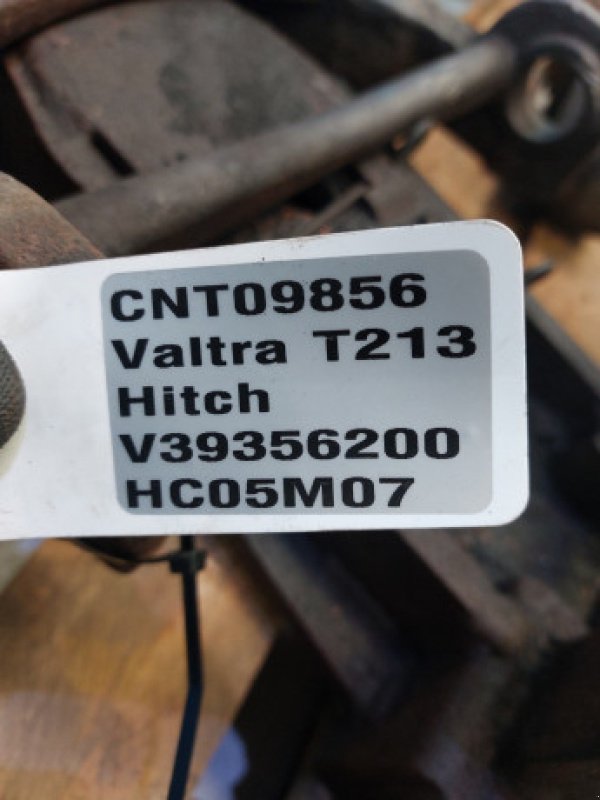 CNT09856
Valtra T213
Hitch
V39356200
HC05M07